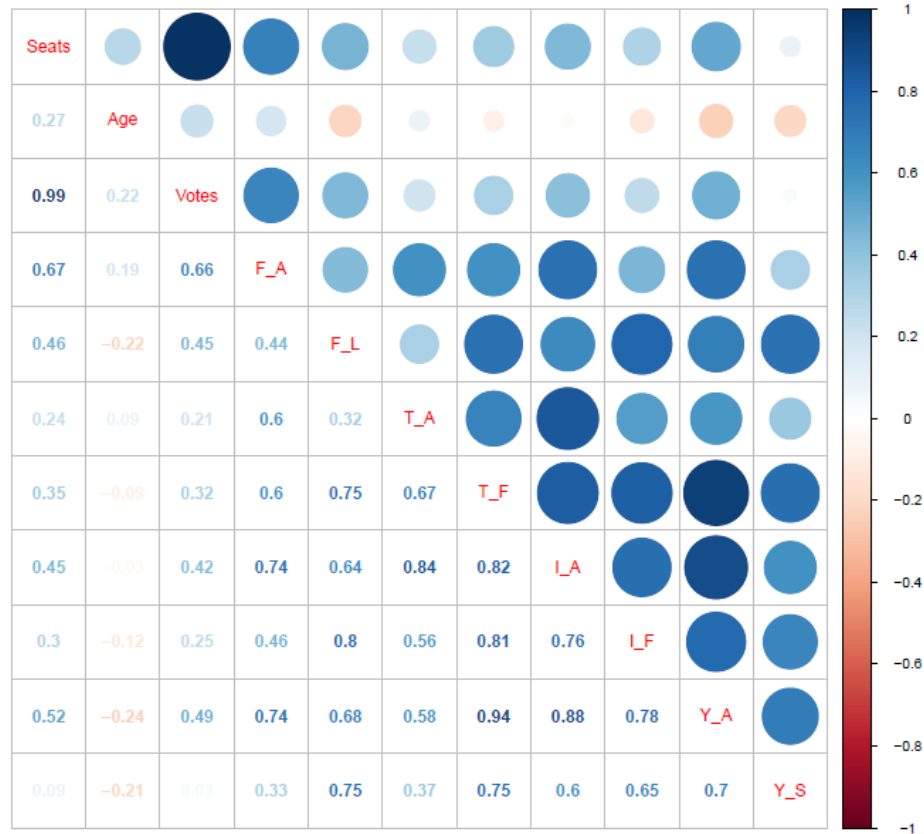 Seats
0.27 Age
0.99 0.22 Votes
0.67 0.19 0.66 F_A
0.46 −0.22 0.45 0.44 F_L
0.24 0.09 0.21 0.6 0.32 T_A
0.35 −0.09 0.32 0.6 0.75 0.67 T_F
0.45 −0.03 0.42 0.74 0.64 0.84 0.82 I_A
0.3 −0.12 0.25 0.46 0.8 0.56 0.81 0.76 I_F
0.52 −0.24 0.49 0.74 0.68 0.58 0.94 0.88 0.78 Y_A
0.09 −0.21 0.03 0.33 0.75 0.37 0.75 0.6 0.65 0.7 Y_S
1
0.8
0.6
0.4
0.2
0
−0.2
−0.4
−0.6
−0.8
−1